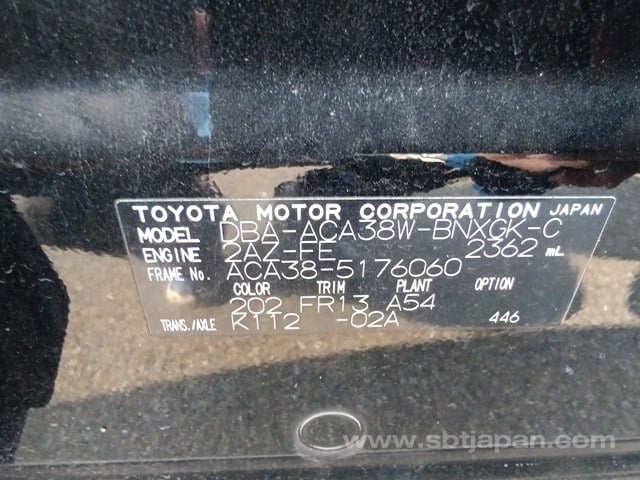 TOYOTA MOTOR CORPORATION JAPAN
MODEL DBA-ACA38W-BNXGK-C
ENGINE 2AZ-FE 2362 mL
FRAME No. ACA38-5176060
COLOR TRIM PLANT OPTION
202 FR13 A54
TRANS./AXLE K112 -02A 446
www.sbtjapan.com